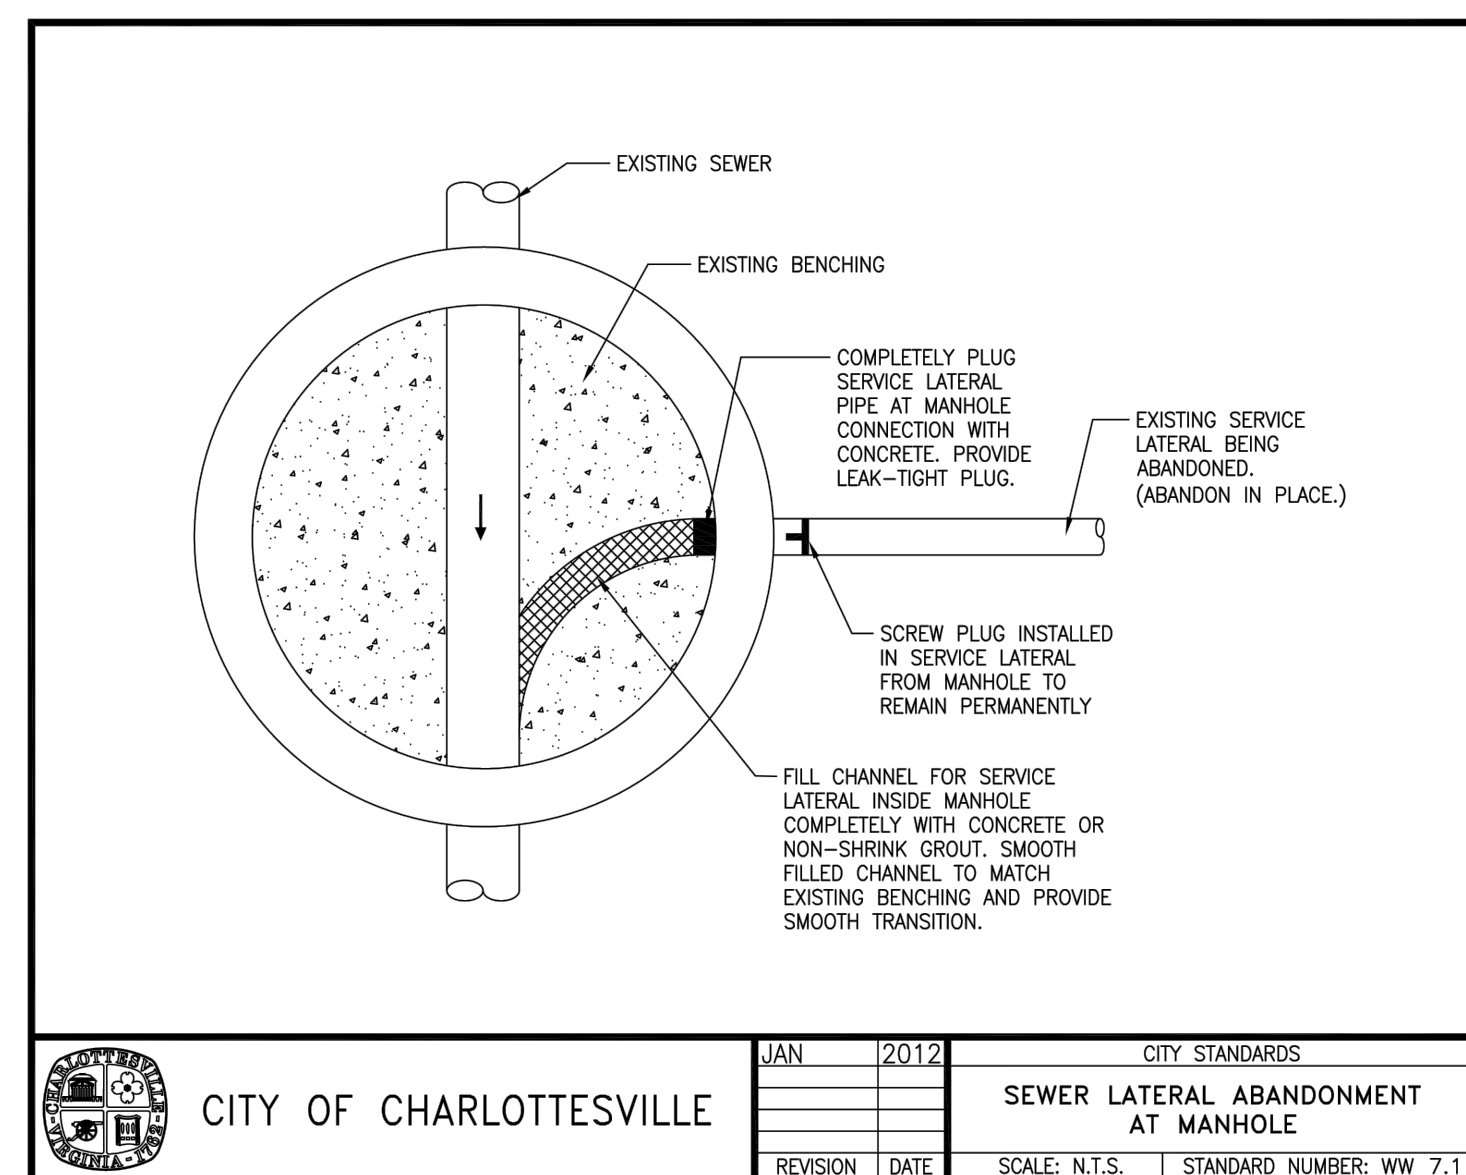 EXISTING SEWER
EXISTING BENCHING
COMPLETELY PLUG
SERVICE LATERAL
PIPE AT MANHOLE
CONNECTION WITH
CONCRETE. PROVIDE
LEAK-TIGHT PLUG.
EXISTING SERVICE
LATERAL BEING
ABANDONED.
(ABANDON IN PLACE.)
SCREW PLUG INSTALLED
IN SERVICE LATERAL
FROM MANHOLE TO
REMAIN PERMANENTLY
FILL CHANNEL FOR SERVICE
LATERAL INSIDE MANHOLE
COMPLETELY WITH CONCRETE OR
NON-SHRINK GROUT. SMOOTH
FILLED CHANNEL TO MATCH
EXISTING BENCHING AND PROVIDE
SMOOTH TRANSITION.
CHARLOTTESVILLE
VIRGINIA-1762
CITY OF CHARLOTTESVILLE
JAN 2012
REVISION DATE
CITY STANDARDS
SEWER LATERAL ABANDONMENT
AT MANHOLE
SCALE: N.T.S. STANDARD NUMBER: WW 7.1